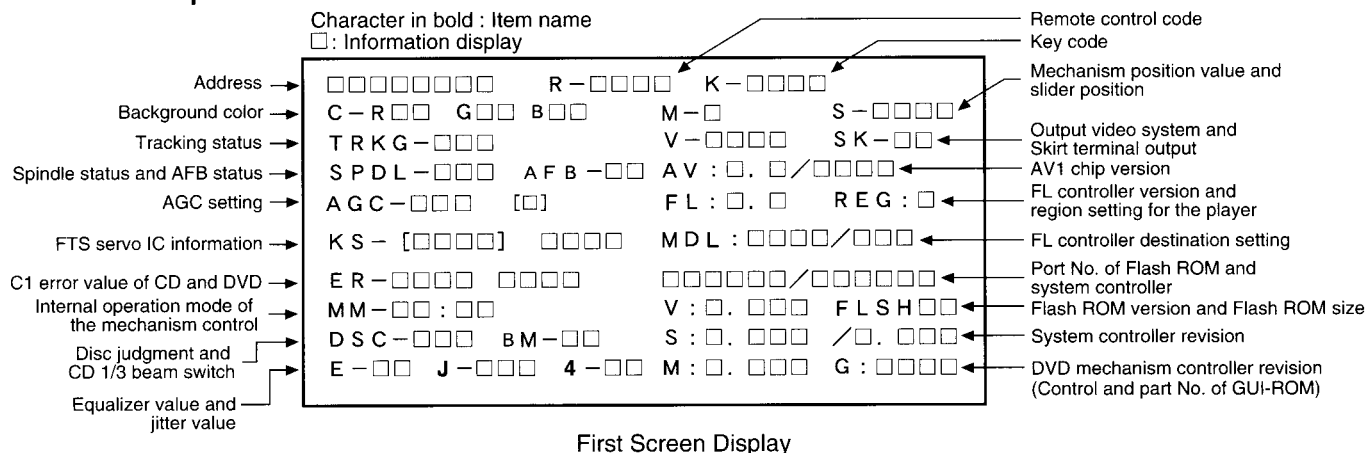 Character in bold : Item name
□ : Information display
Remote control code
Key code
Mechanism position value and
slider position
Output video system and
Skirt terminal output
AV1 chip version
FL controller version and
region setting for the player
FL controller destination setting
Port No. of Flash ROM and
system controller
Flash ROM version and Flash ROM size
System controller revision
DVD mechanism controller revision
(Control and part No. of GUI-ROM)
Address
Background color
Tracking status
Spindle status and AFB status
AGC setting
FTS servo IC information
C1 error value of CD and DVD
Internal operation mode of
the mechanism control
Disc judgment and
CD 1/3 beam switch
Equalizer value and
jitter value
□□□□□□□□ R-□□□□ K-□□□□
C-R□□ G□□ B□□ M-□ S-□□□□
TRKG-□□□ V-□□□□ SK-□□
SPDL-□□□ AFB-□□ AV:□.□/□□□□
AGC-□□□ [□] FL:□.□ REG:□
KS-[□□□□] □□□□ MDL:□□□□/□□□
ER-□□□□ □□□□ □□□□□□/□□□□□□
MM-□□:□□ V:□.□□□ FLSH□□
DSC-□□□ BM-□□ S:□.□□□ /□.□□□
E-□□ J-□□□ 4-□□ M:□.□□□ G:□□□□
First Screen Display